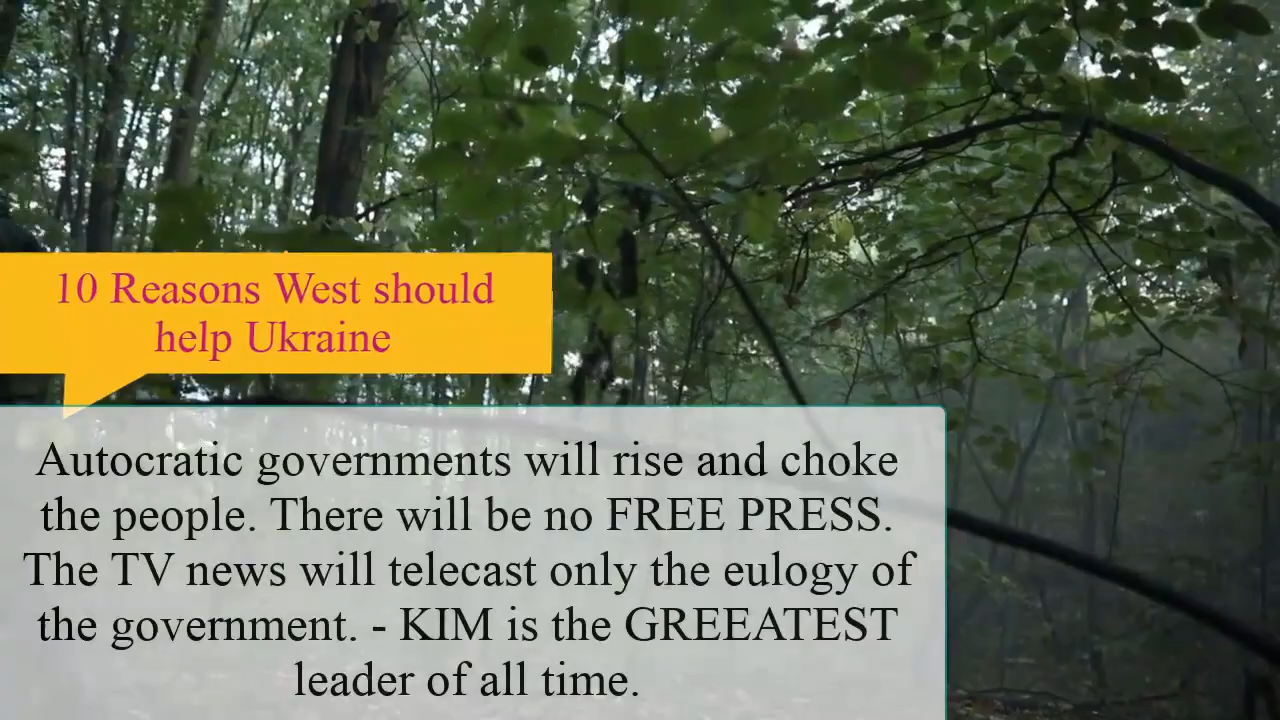 10 Reasons West should
help Ukraine
Autocratic governments will rise and choke
the people. There will be no FREE PRESS.
The TV news will telecast only the eulogy of
the government. - KIM is the GREEATEST
leader of all time.